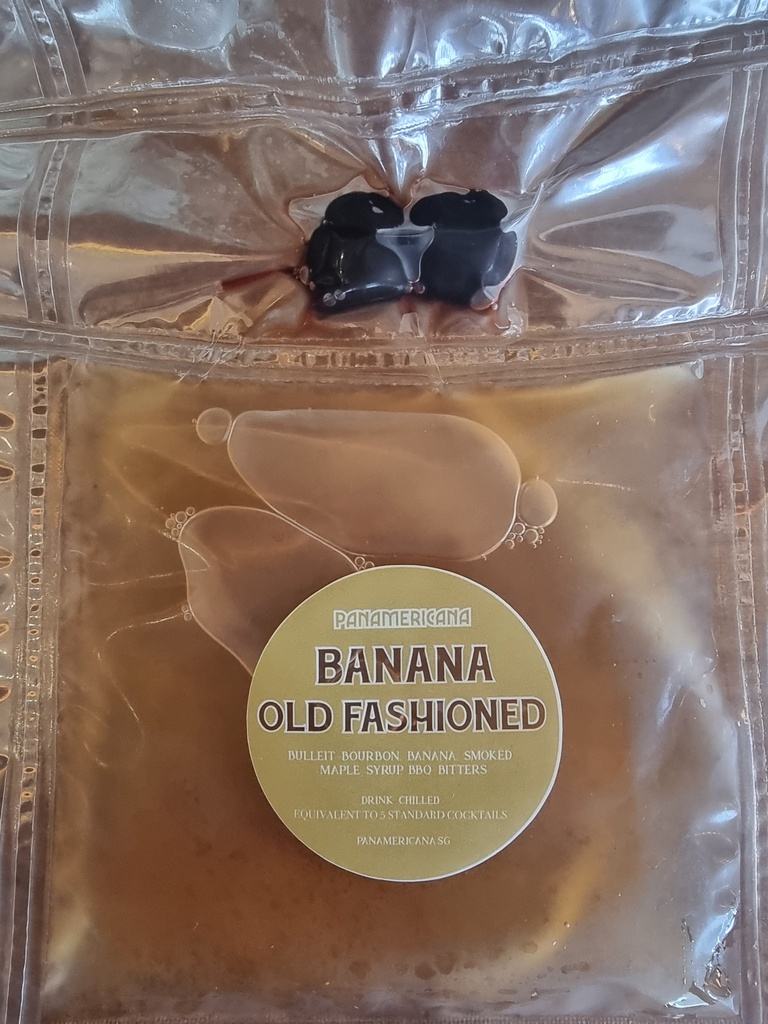 PANAMERICANA
BANANA
OLD FASHIONED
BULLEIT BOURBON. BANANA. SMOKED
MAPLE SYRUP BBQ BITTERS
DRINK CHILLED
EQUIVALENT TO 5 STANDARD COCKTAILS
PANAMERICANA.SG